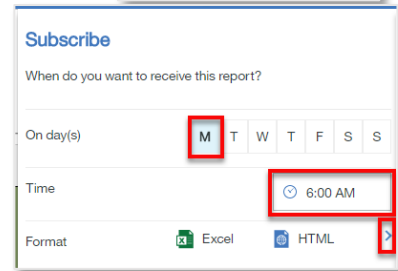 Subscribe
When do you want to receive this report?
On day(s) M T W T F S S
Time 6:00 AM
Format Excel HTML